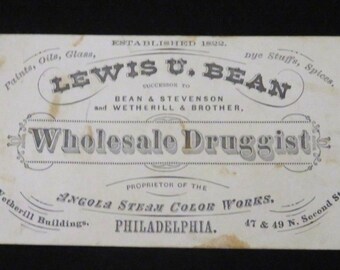 ESTABLISHED 1822.
Paints, Oils, Glass, Dye Stuffs, Spices,
LEWIS U. BEAN
SUCCESSOR TO
BEAN & STEVENSON
and WETHERILL & BROTHER,
Wholesale Druggist
PROPRIETOR OF THE
ANGOLA STEAM COLOR WORKS.
Wetherill Buildings. 47 & 49 N. Second St
PHILADELPHIA.